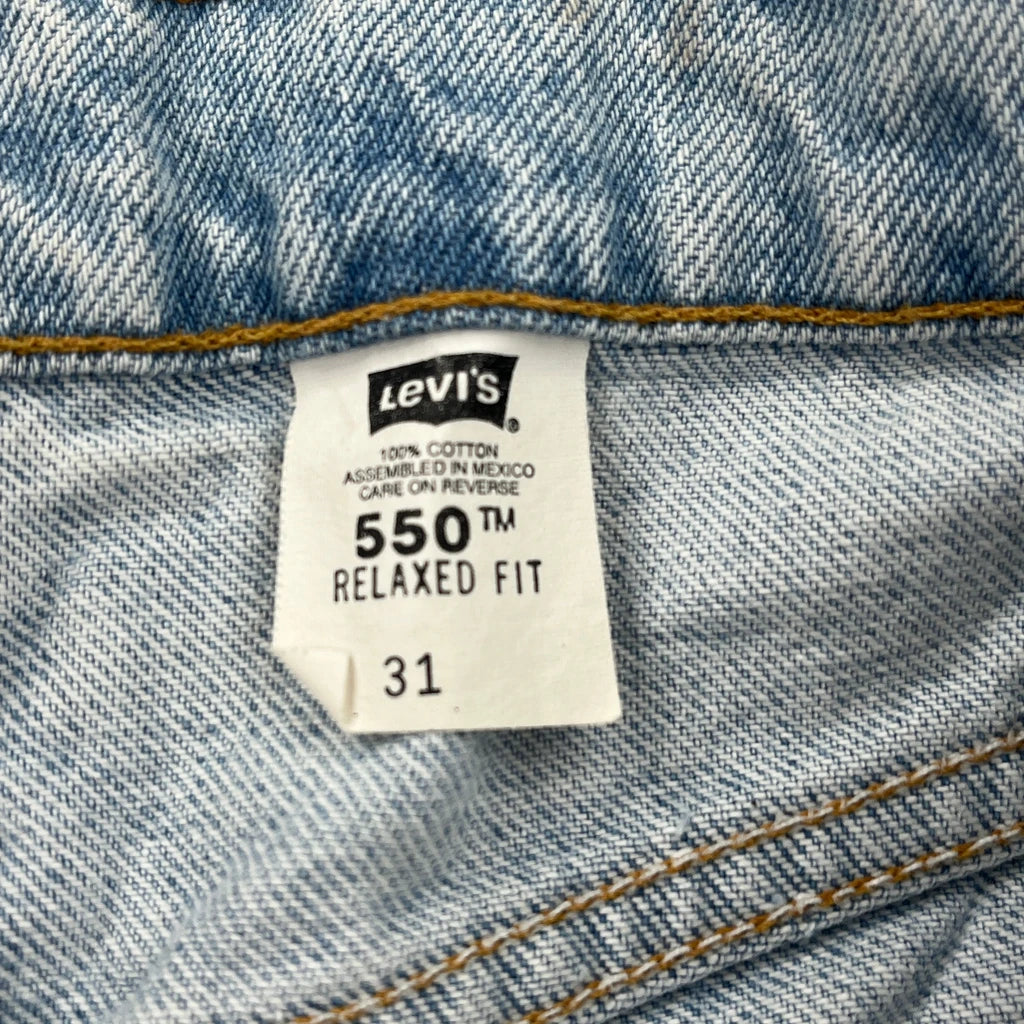 Levi's®
100% COTTON
ASSEMBLED IN MEXICO
CARE ON REVERSE
550™
RELAXED FIT
31